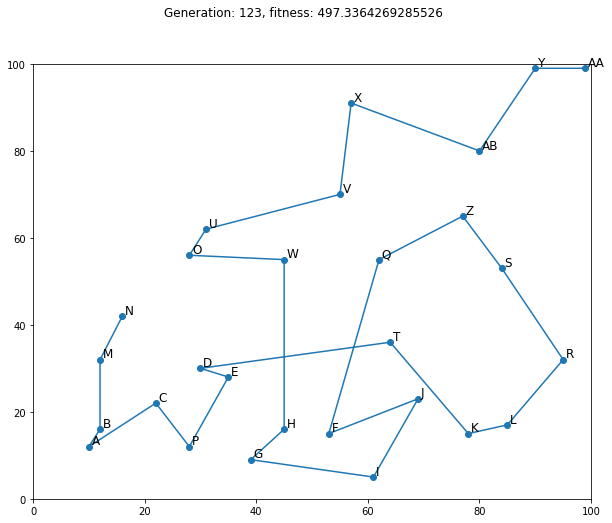 Generation: 123, fitness: 497.3364269285526
100
Y
AA
X
AB
80
V
Z
U
60
O
W
Q
S
N
40
T
M
R
D
E
J
20
C
B
H
F
K
L
A
P
G
I
0
0
20
40
60
80
100